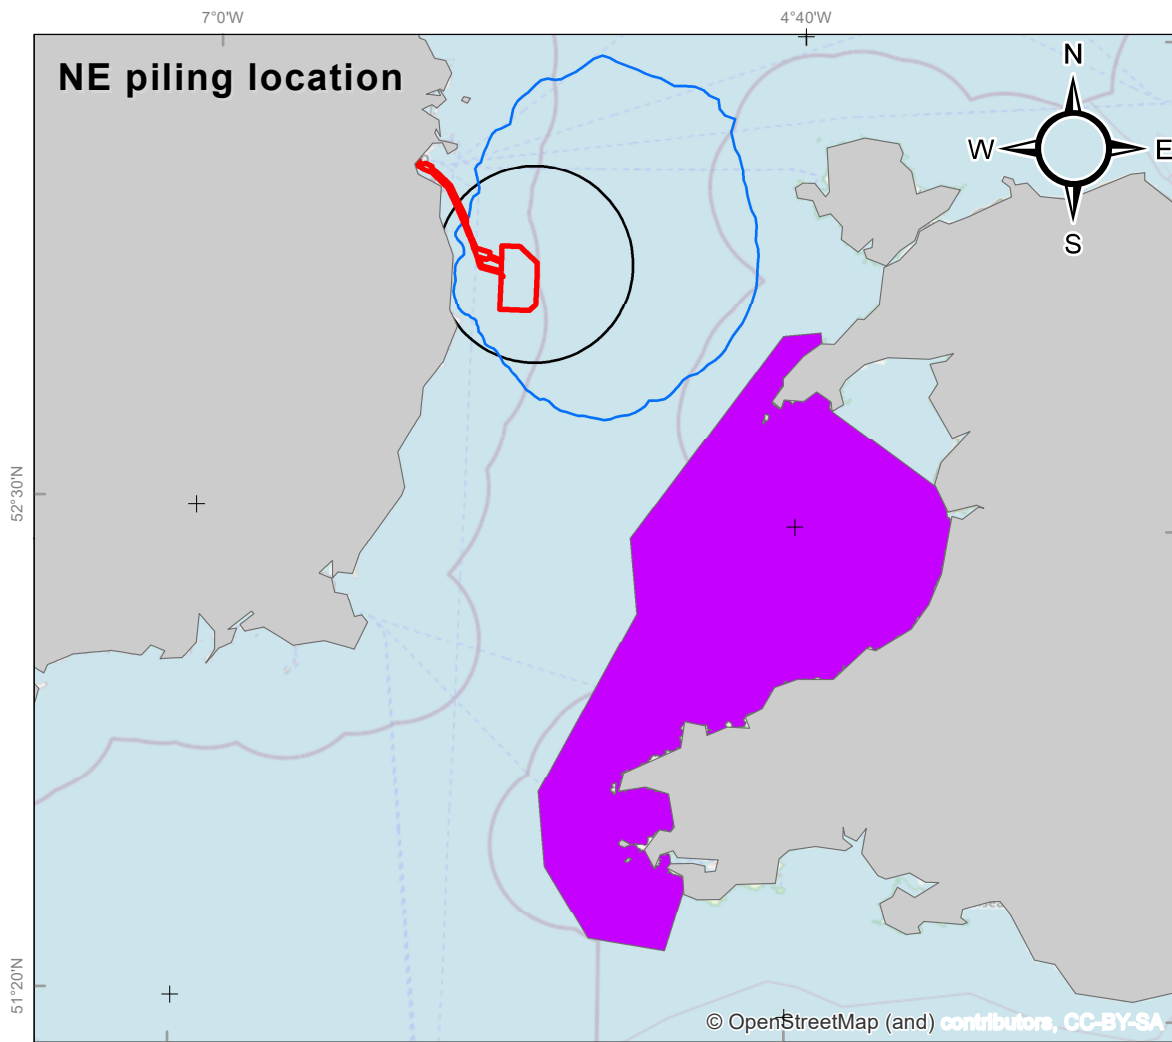 7°0'W
4°40'W
NE piling location
N
W
E
S
52°30'N
51°20'N
© OpenStreetMap (and) contributors, CC-BY-SA